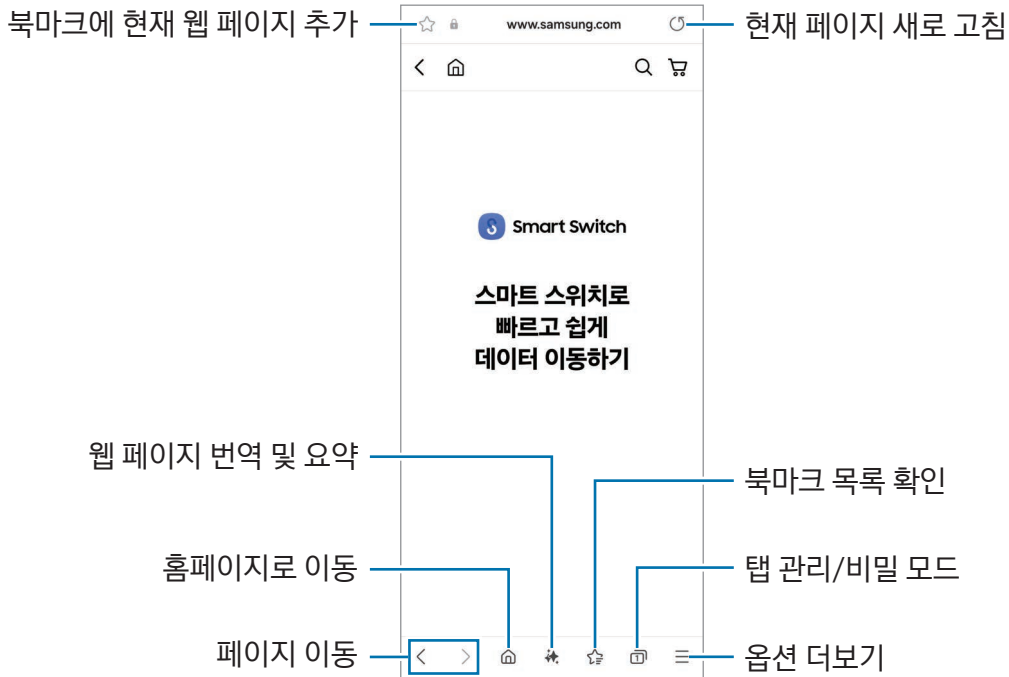 북마크에 현재 웹 페이지 추가
www.samsung.com
현재 페이지 새로 고침
Smart Switch
스마트 스위치로
빠르고 쉽게
데이터 이동하기
웹 페이지 번역 및 요약
북마크 목록 확인
홈페이지로 이동
탭 관리/비밀 모드
페이지 이동
1
옵션 더보기